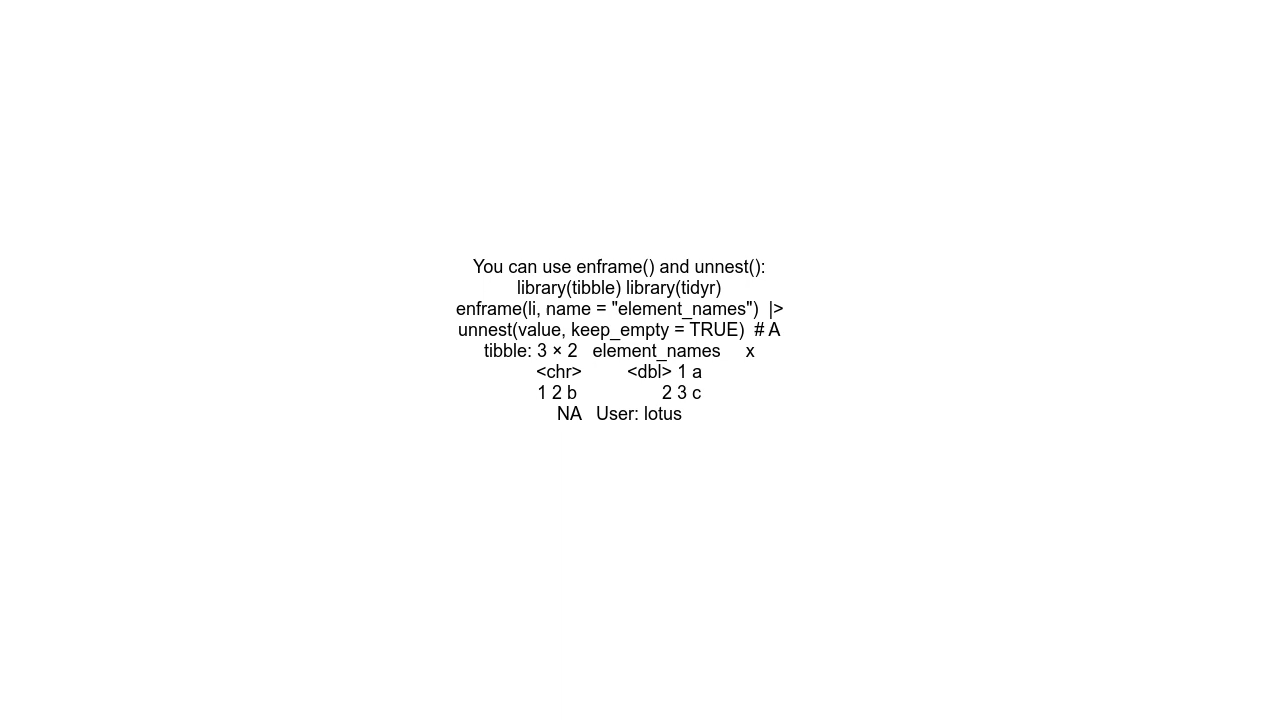 You can use enframe() and unnest():
library(tibble) library(tidyr)
enframe(li, name = "element_names")  |>
unnest(value, keep_empty = TRUE)  # A
tibble: 3 × 2   element_names     x
<chr>         <dbl> 1 a
1 2 b                 2 3 c
NA   User: lotus